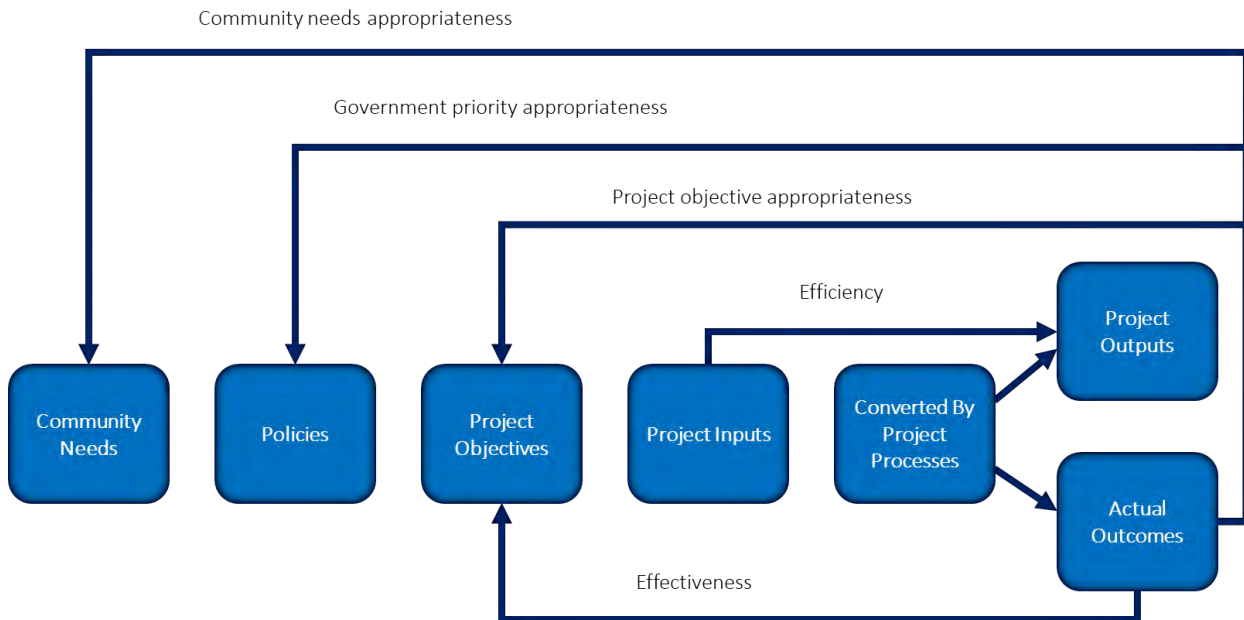 Community needs appropriateness
Government priority appropriateness
Project objective appropriateness
Efficiency
Project
Outputs
Community
Needs
Policies
Project
Objectives
Project Inputs
Converted By
Project
Processes
Actual
Outcomes
Effectiveness